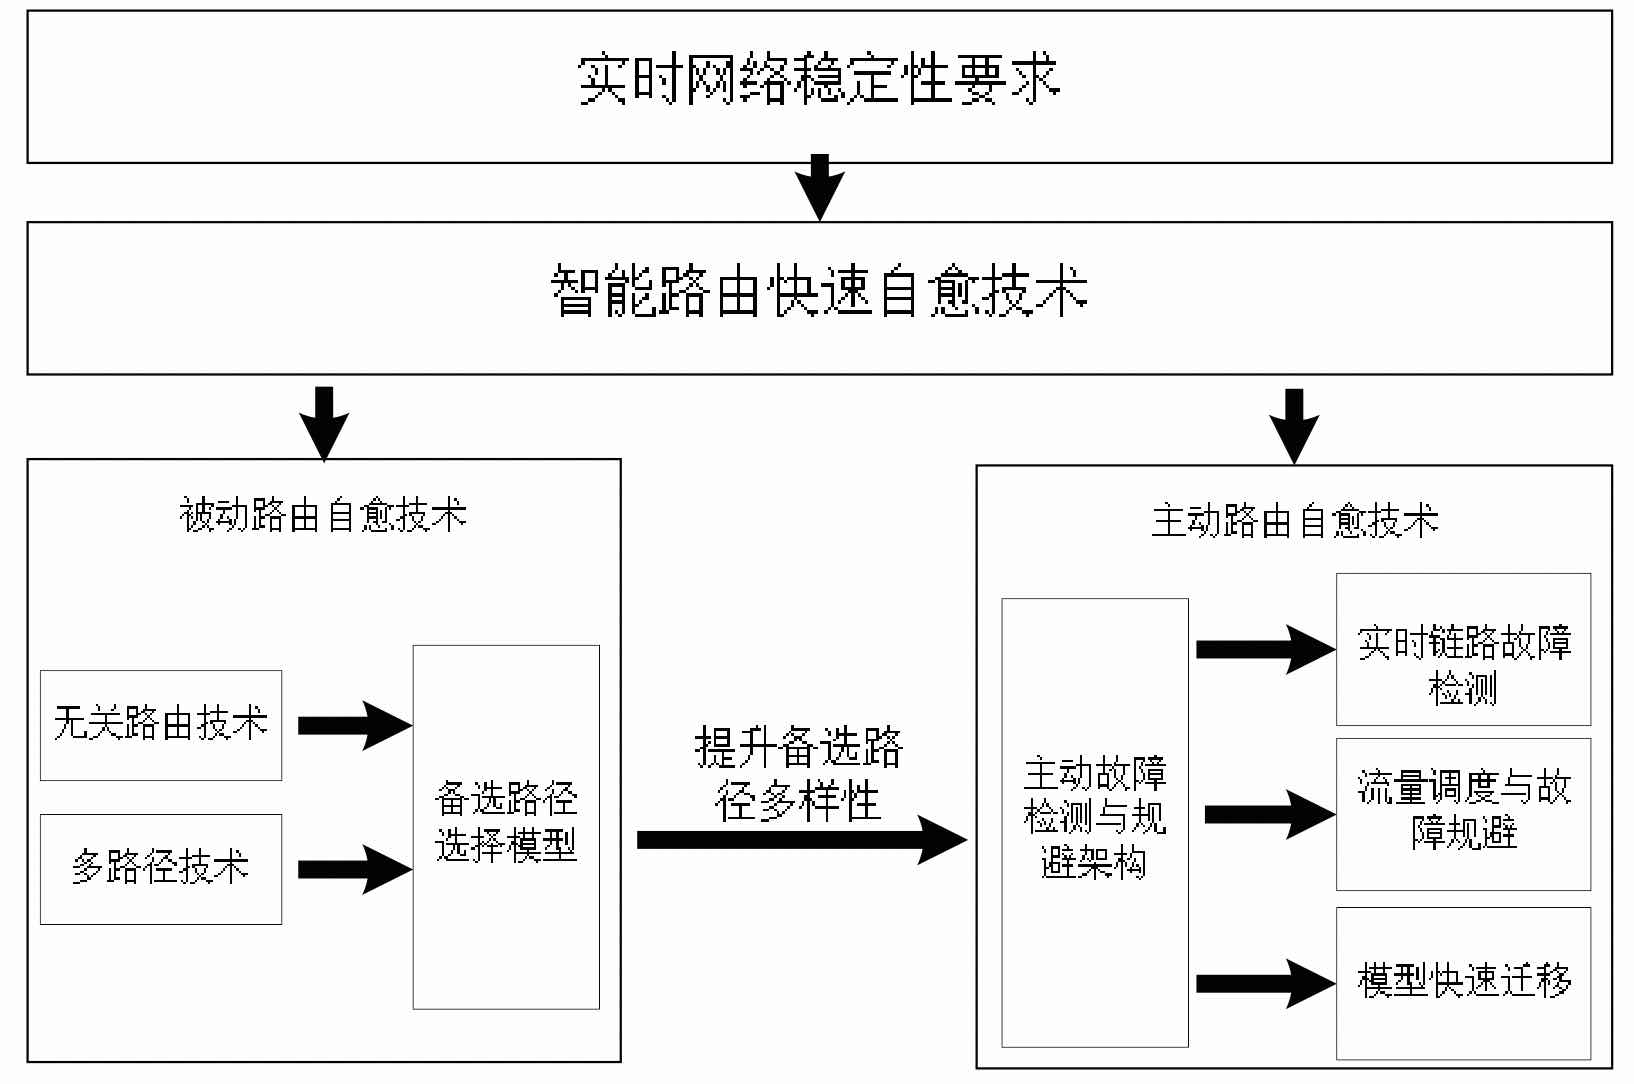 实时网络稳定性要求
智能路由快速自愈技术
被动路由自愈技术
无关路由技术
多路径技术
备选路径
选择模型
提升备选路
径多样性
主动路由自愈技术
主动故障
检测与规
避架构
实时链路故障
检测
流量调度与故
障规避
模型快速迁移